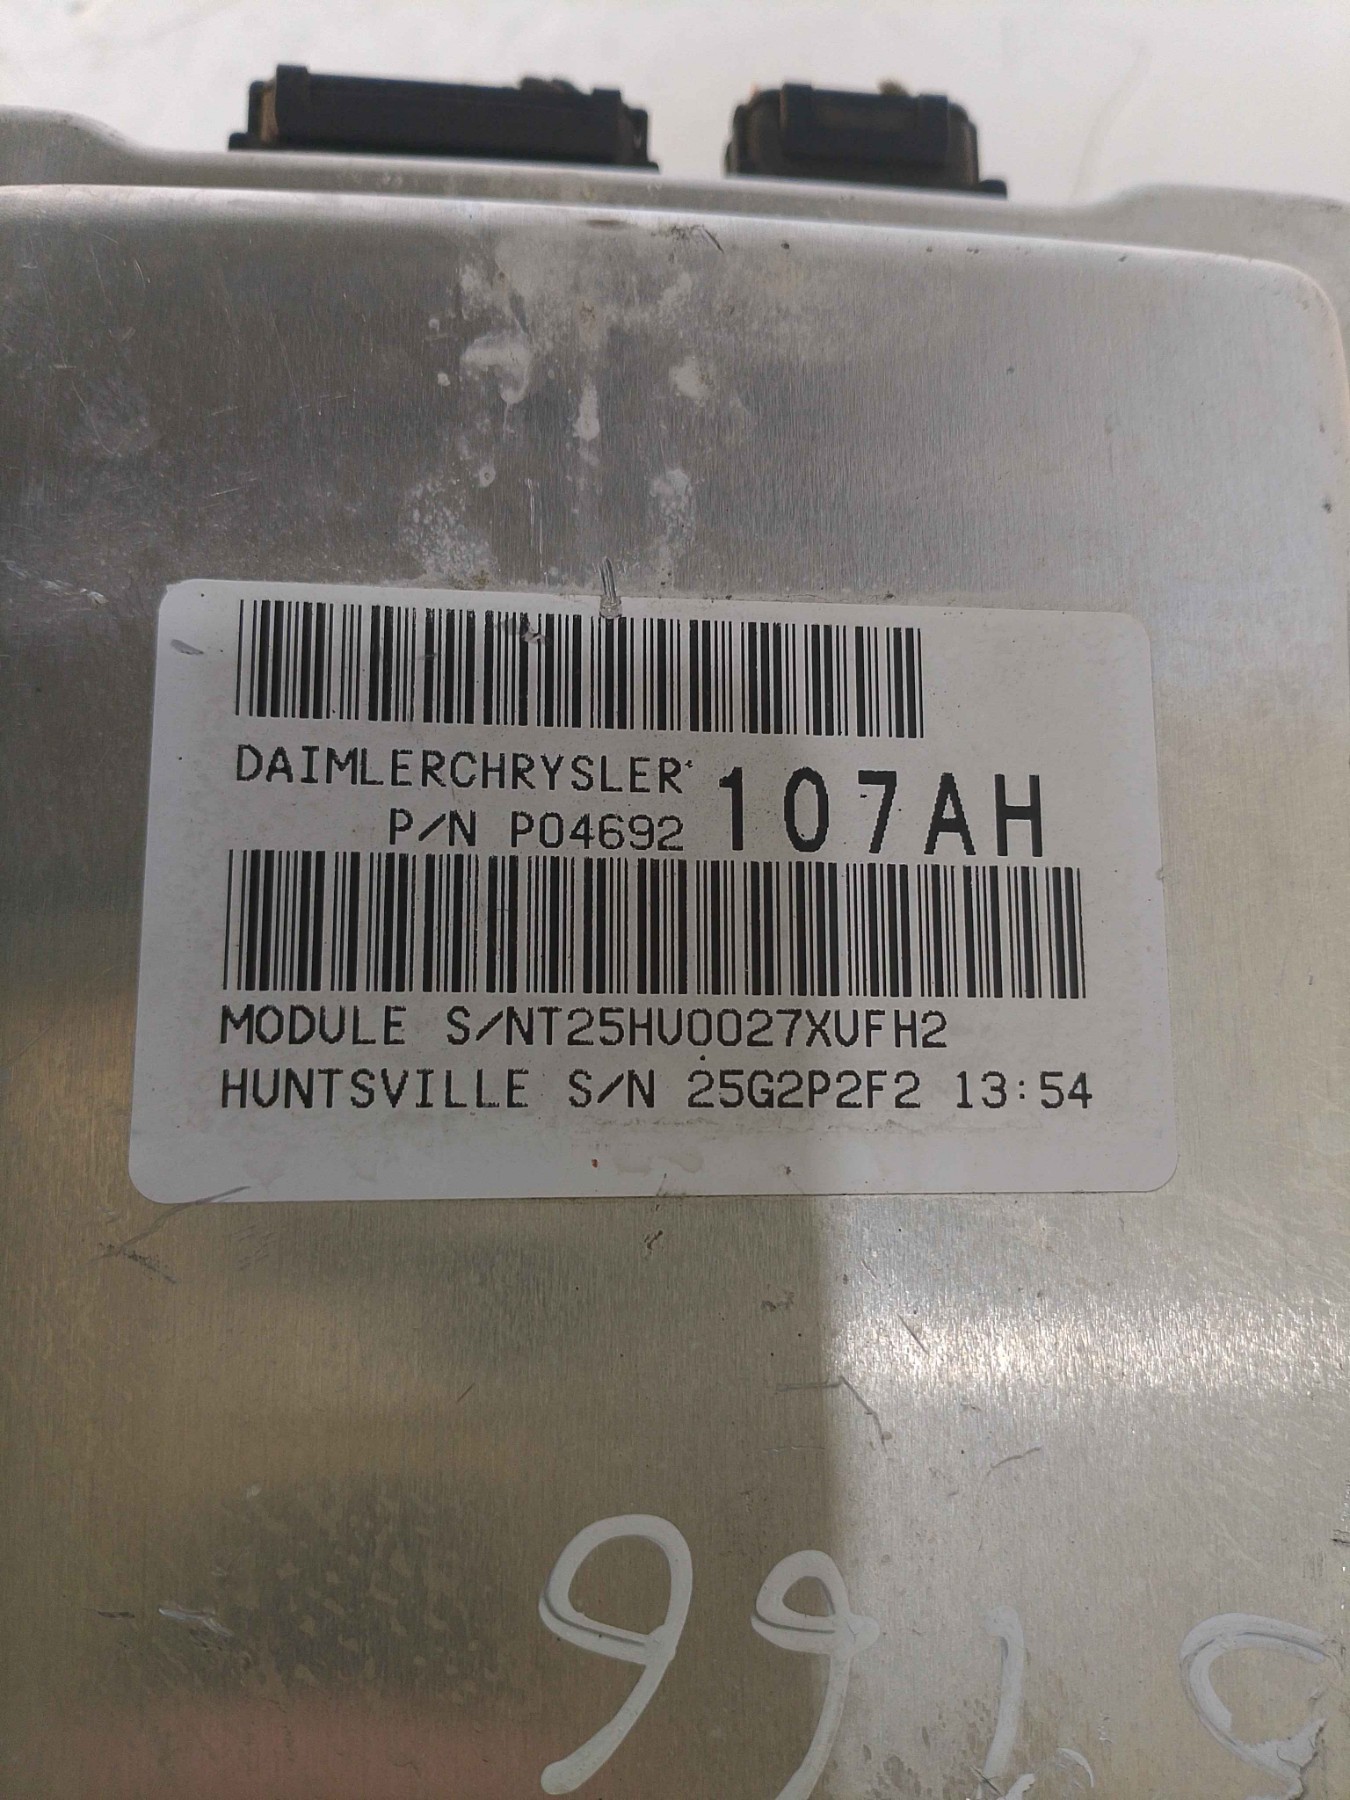 DAIMLERCHRYSLER
P/N P04692 107AH
MODULE S/NT25HU0027XUFH2
HUNTSVILLE S/N 25G2P2F2 13:54